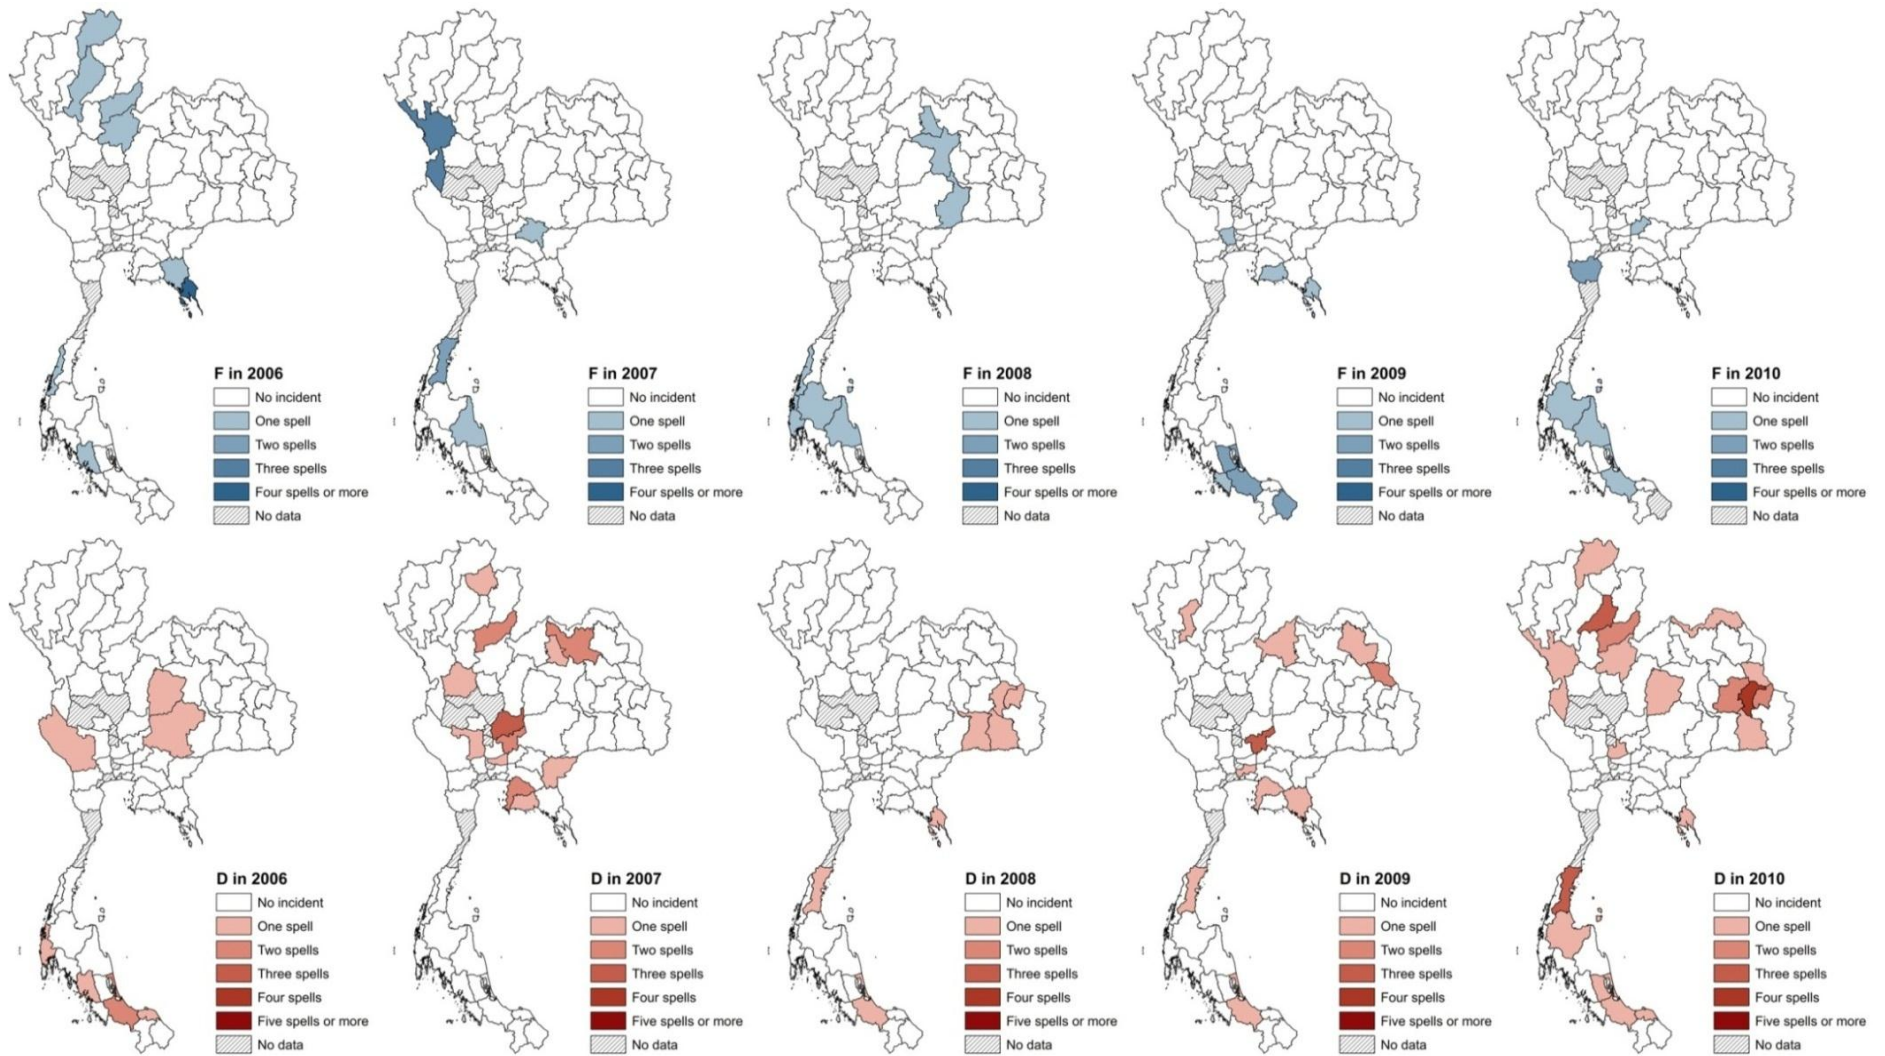 F in 2006
No incident
One spell
Two spells
Three spells
Four spells or more
No data
F in 2007
No incident
One spell
Two spells
Three spells
Four spells or more
No data
F in 2008
No incident
One spell
Two spells
Three spells
Four spells or more
No data
F in 2009
No incident
One spell
Two spells
Three spells
Four spells or more
No data
F in 2010
No incident
One spell
Two spells
Three spells
Four spells or more
No data
D in 2006
No incident
One spell
Two spells
Three spells
Four spells
Five spells or more
No data
D in 2007
No incident
One spell
Two spells
Three spells
Four spells
Five spells or more
No data
D in 2008
No incident
One spell
Two spells
Three spells
Four spells
Five spells or more
No data
D in 2009
No incident
One spell
Two spells
Three spells
Four spells
Five spells or more
No data
D in 2010
No incident
One spell
Two spells
Three spells
Four spells
Five spells or more
No data